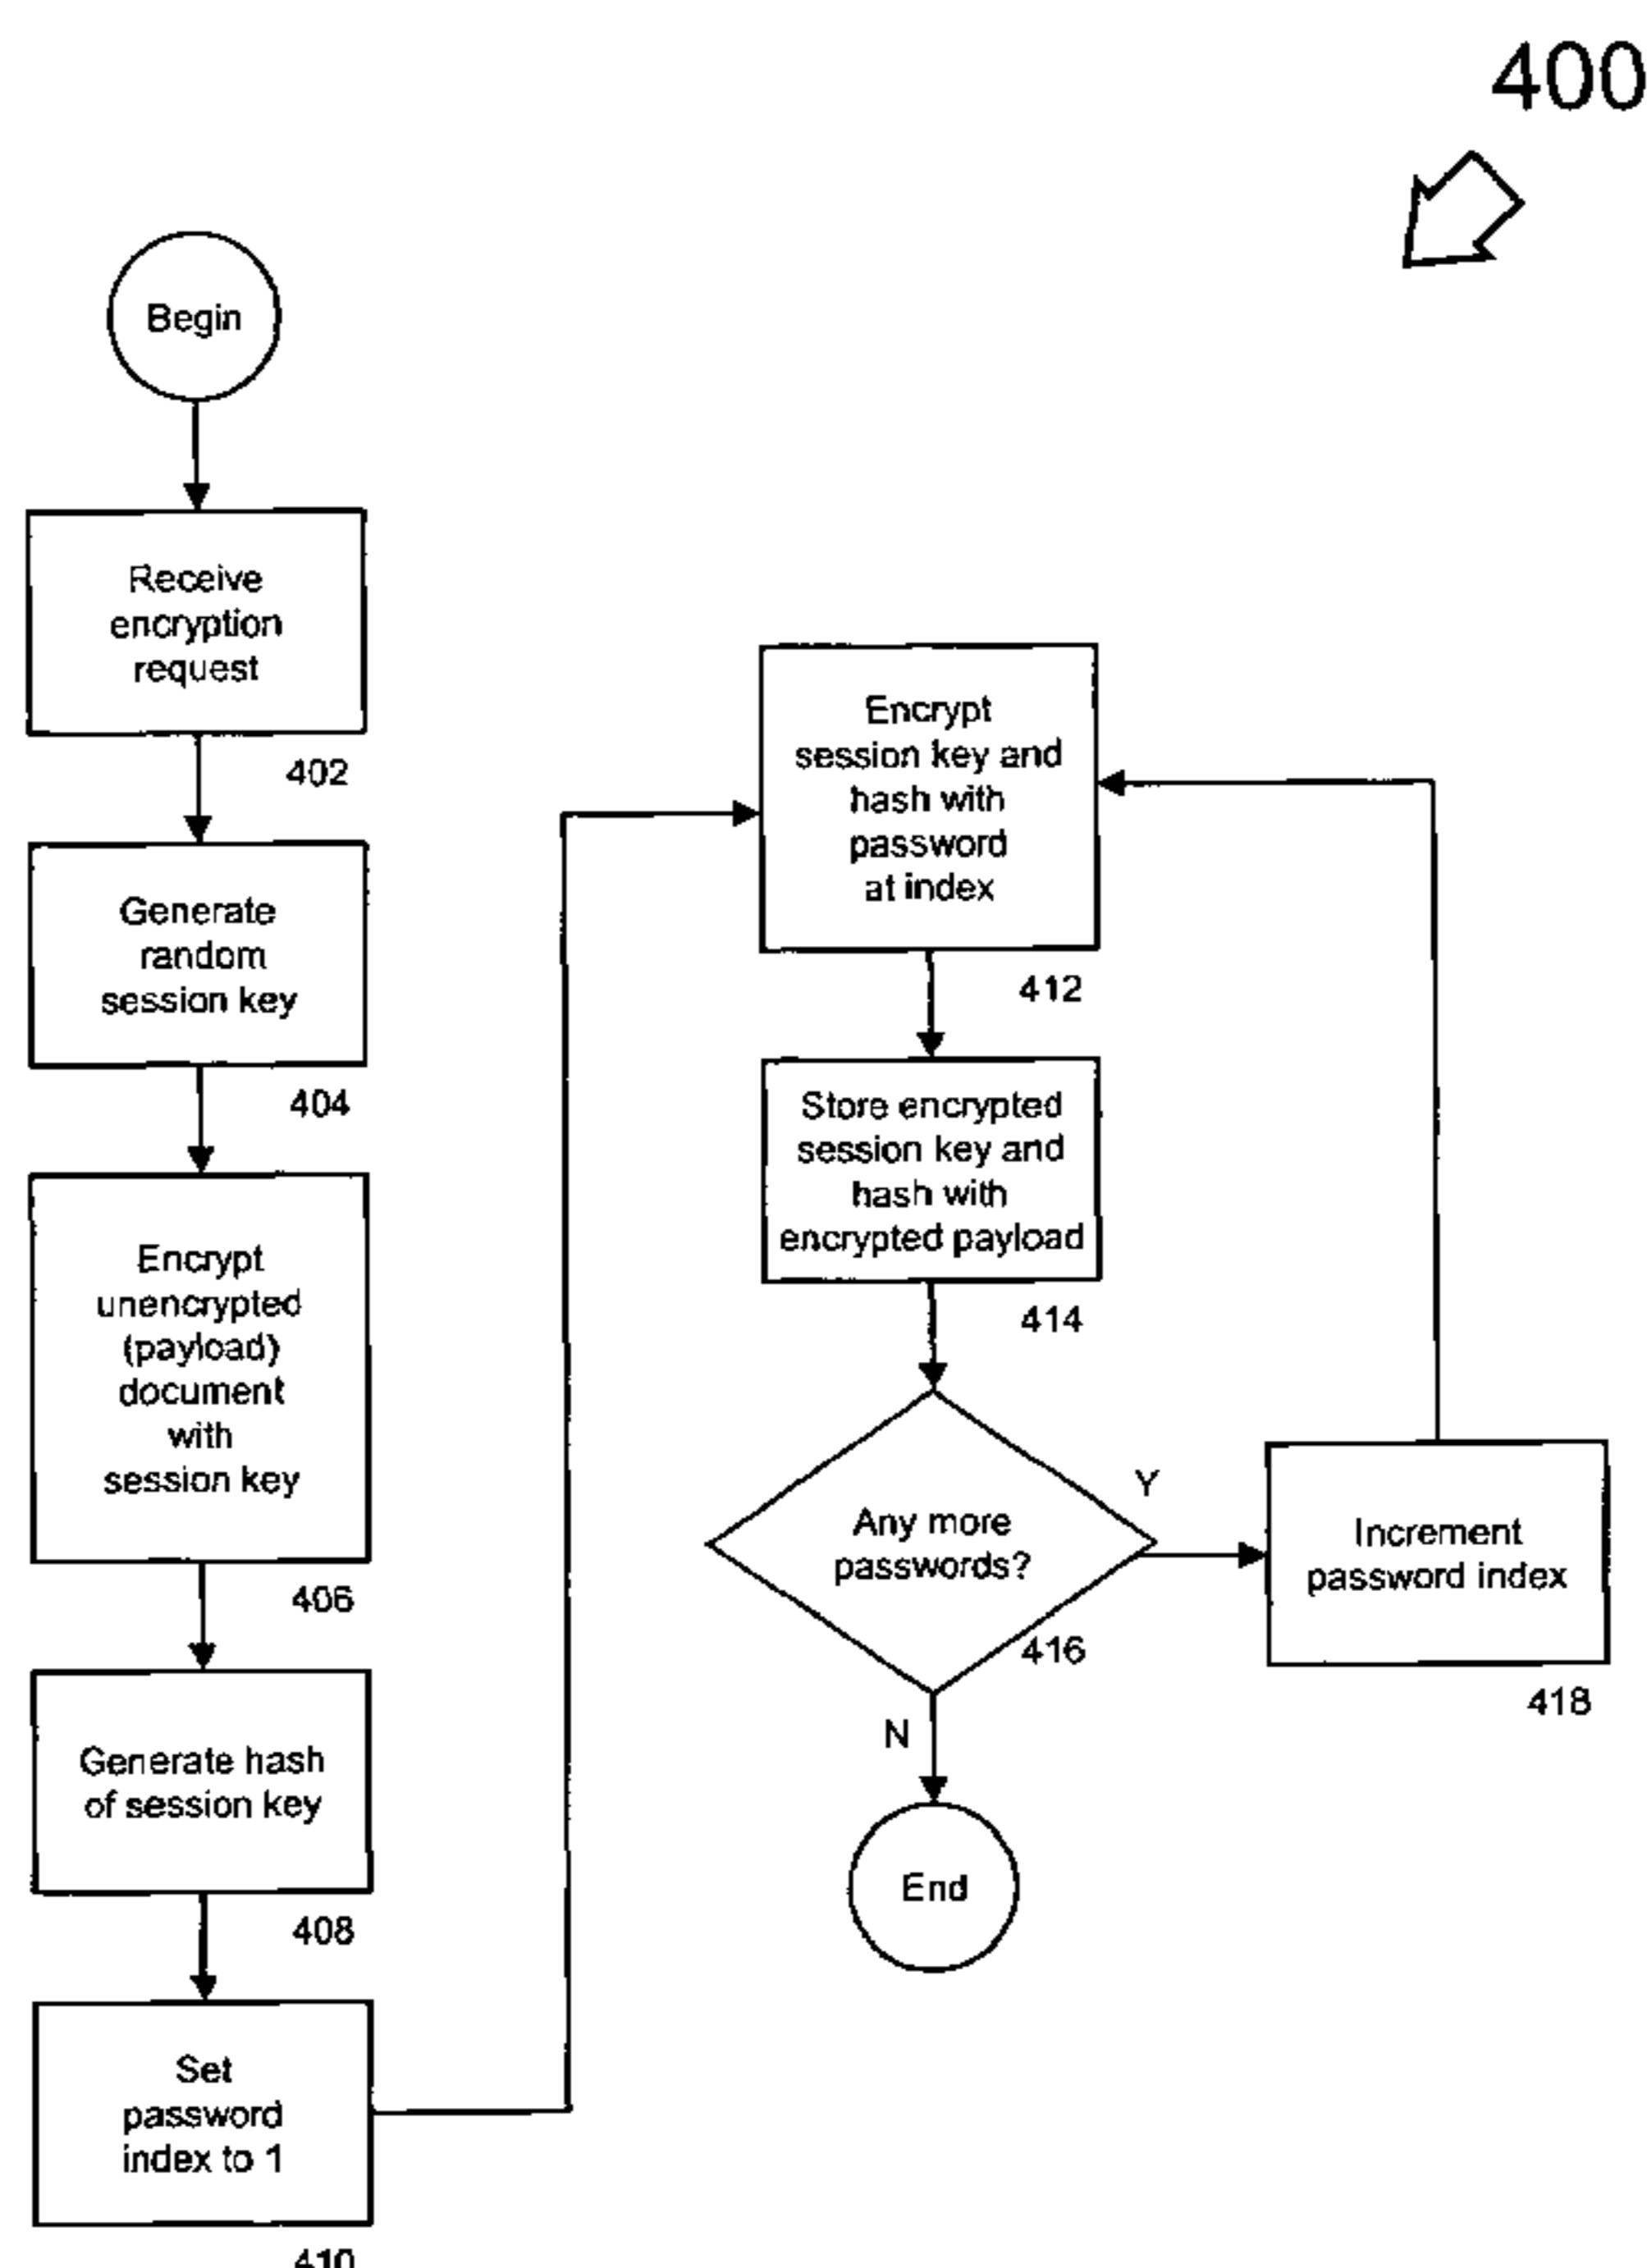 400
Begin
Receive
encryption
request
402
Generate
random
session key
404
Encrypt
unencrypted
(payload)
document
with
session key
406
Generate hash
of session key
408
Set
password
index to 1
410
Encrypt
session key and
hash with
password
at index
412
Store encrypted
session key and
hash with
encrypted payload
414
Any more
passwords?
416
Y
N
Increment
password index
418
End